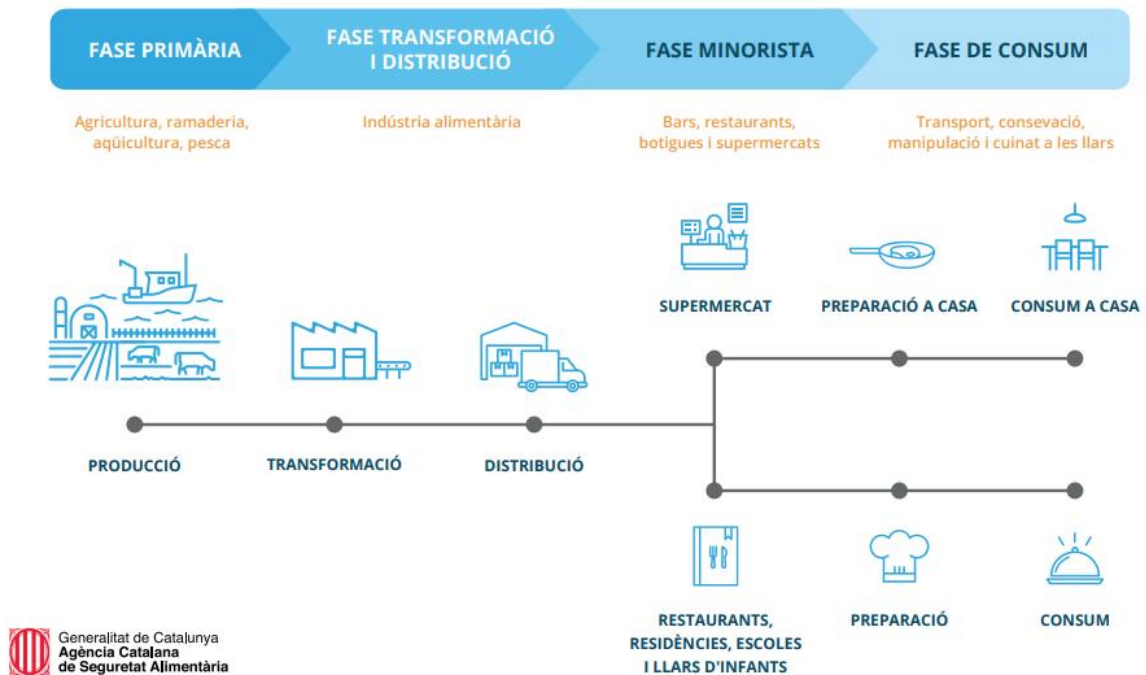 FASE PRIMÀRIA
FASE TRANSFORMACIÓ
I DISTRIBUCIÓ
FASE MINORISTA
FASE DE CONSUM
Agricultura, ramaderia,
aqüicultura, pesca
Indústria alimentària
Bars, restaurants,
botigues i supermercats
Transport, consevació,
manipulació i cuinat a les llars
SUPERMERCAT
PREPARACIÓ A CASA
CONSUM A CASA
PRODUCCIÓ
TRANSFORMACIÓ
DISTRIBUCIÓ
RESTAURANTS,
RESIDÈNCIES, ESCOLES
I LLARS D'INFANTS
PREPARACIÓ
CONSUM
Generalitat de Catalunya
Agència Catalana
de Seguretat Alimentària